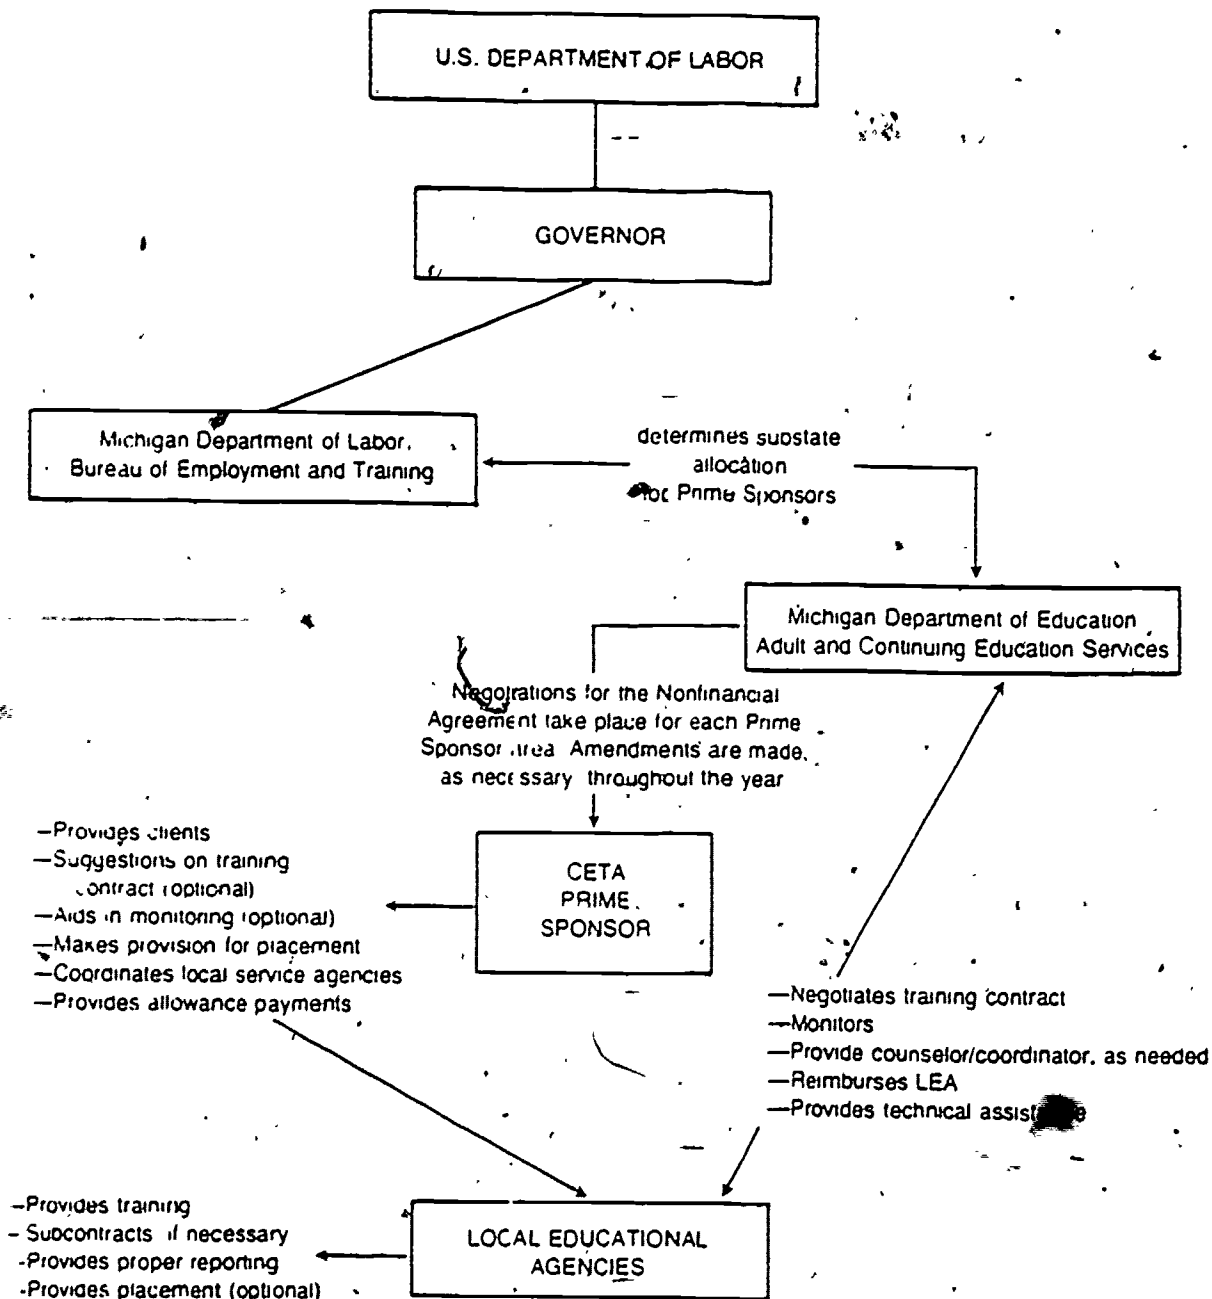 U.S. DEPARTMENT OF LABOR
GOVERNOR
Michigan Department of Labor,
Bureau of Employment and Training
determines substate
allocation
Prime Sponsors
Michigan Department of Education
Adult and Continuing Education Services
Negotiations for the Nonfinancial
Agreement take place for each Prime
Sponsor Area. Amendments are made,
as necessary throughout the year
—Provides clients
—Suggestions on training
contract (optional)
—Aids in monitoring (optional)
—Makes provision for placement
—Coordinates local service agencies
—Provides allowance payments
CETA
PRIME
SPONSOR
—Negotiates training contract
—Monitors
—Provide counselor/coordinator, as needed
—Reimburses LEA
—Provides technical assistance
—Provides training
—Subcontracts if necessary
-Provides proper reporting
-Provides placement (optional)
LOCAL EDUCATIONAL
AGENCIES